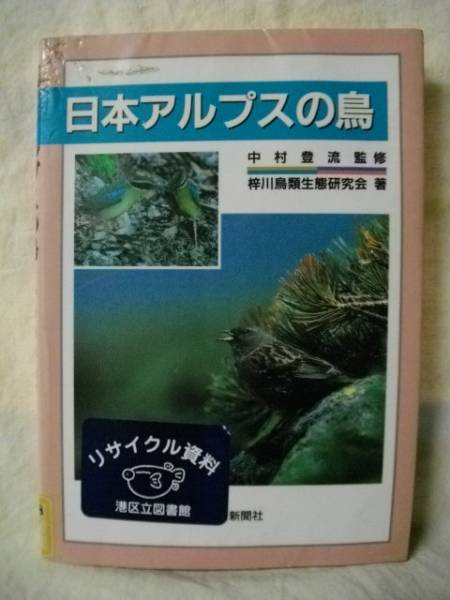 日本アルプスの鳥
中村登流監修
梓川鳥類生態研究会 著
リサイクル資料
港区立図書館
新聞社